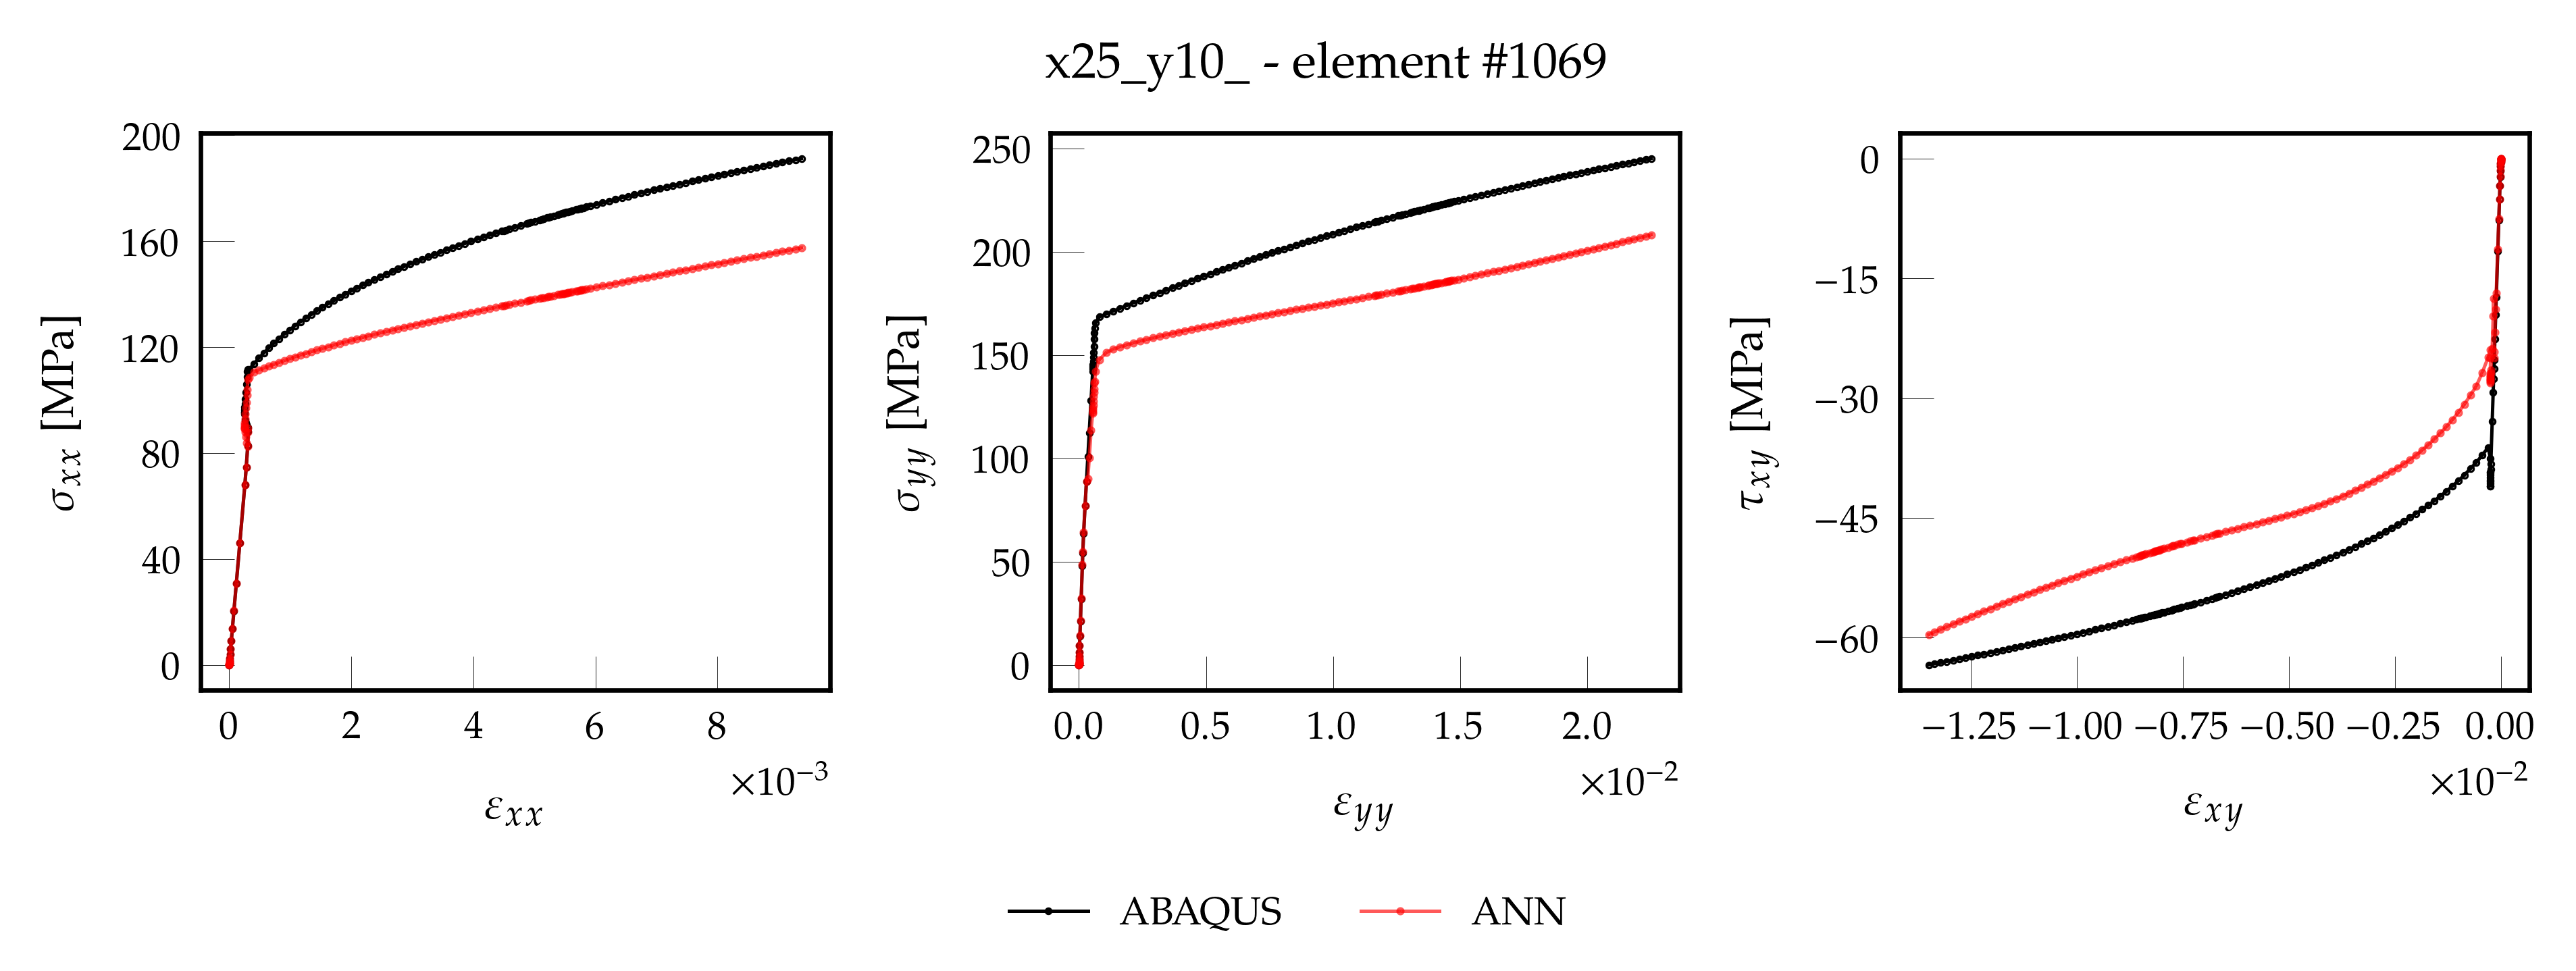 x25_y10_ - element #1069
200
160
120
80
40
0
σxx [MPa]
0 2 4 6 8
×10−3
εxx
250
200
150
100
50
0
σyy [MPa]
0.0 0.5 1.0 1.5 2.0
×10−2
εyy
0
−15
−30
−45
−60
τxy [MPa]
−1.25 −1.00 −0.75 −0.50 −0.25 0.00
×10−2
εxy
ABAQUS ANN